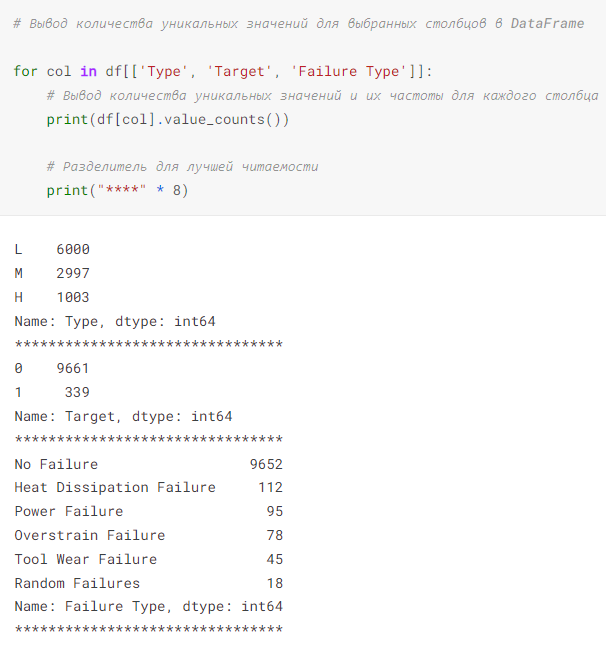 # Вывод количества уникальных значений для выбранных столбцов в DataFrame
for col in df[['Type', 'Target', 'Failure Type']]:
    # Вывод количества уникальных значений и их частоты для каждого столбца
    print(df[col].value_counts())
    # Разделитель для лучшей читаемости
    print("****" * 8)
L    6000
M    2997
H    1003
Name: Type, dtype: int64
********************************
0    9661
1     339
Name: Target, dtype: int64
********************************
No Failure                  9652
Heat Dissipation Failure     112
Power Failure                 95
Overstrain Failure            78
Tool Wear Failure             45
Random Failures               18
Name: Failure Type, dtype: int64
********************************